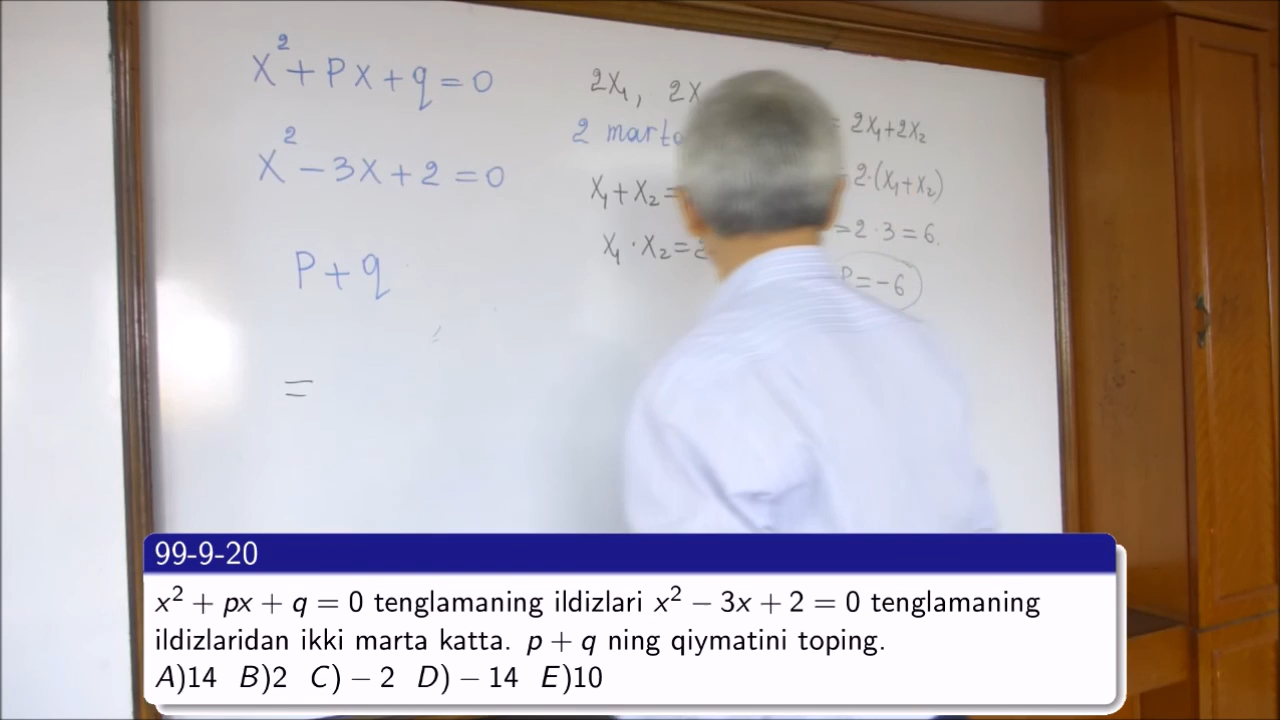 x² + px + q = 0
x² − 3x + 2 = 0
p + q
=
2x₁, 2x
2 marta
x₁ + x₂ =
x₁ · x₂ = 2
= 2x₁ + 2x₂
= 2·(x₁ + x₂)
= 2 · 3 = 6.
p = −6
99-9-20
x² + px + q = 0 tenglamaning ildizlari x² − 3x + 2 = 0 tenglamaning
ildizlaridan ikki marta katta. p + q ning qiymatini toping.
A)14 B)2 C) − 2 D) − 14 E)10